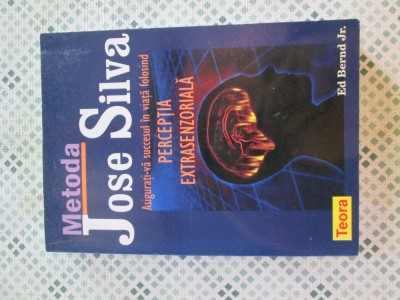 Metoda
Jose Silva
Asigurați-vă succesul în viață folosind
PERCEPȚIA
EXTRASENZORIALĂ
Ed Bernd Jr.
Teora